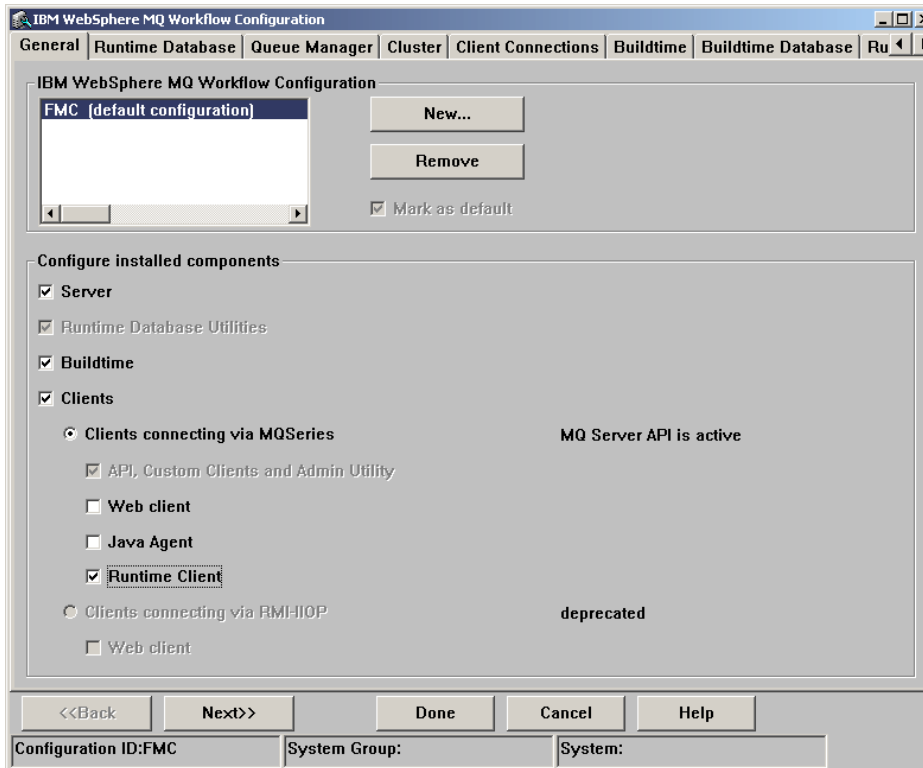 IBM WebSphere MQ Workflow Configuration
General Runtime Database Queue Manager Cluster Client Connections Buildtime Buildtime Database Ru
IBM WebSphere MQ Workflow Configuration
FMC (default configuration)
New...
Remove
Mark as default
Configure installed components
Server
Runtime Database Utilities
Buildtime
Clients
Clients connecting via MQSeries MQ Server API is active
API, Custom Clients and Admin Utility
Web client
Java Agent
Runtime Client
Clients connecting via RMI-IIOP deprecated
Web client
<<Back Next>> Done Cancel Help
Configuration ID:FMC System Group: System: